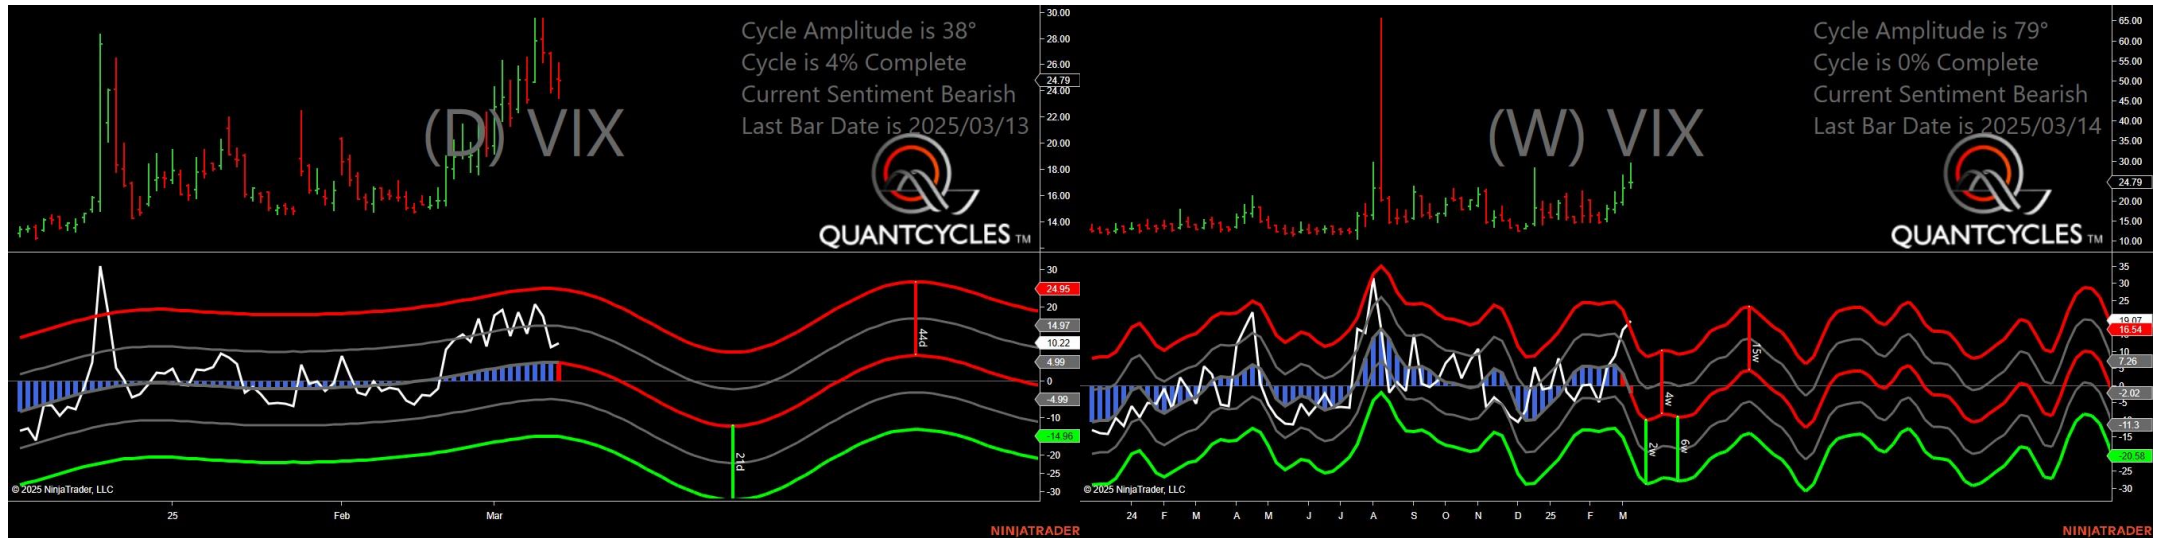 Cycle Amplitude is 38°
Cycle is 4% Complete
Current Sentiment Bearish
Last Bar Date is 2025/03/13
(D) VIX
QUANTCYCLES TM
30.00
28.00
26.00
24.79
24.00
22.00
20.00
18.00
16.00
14.00
30
24.95
20
14.97
10.22
4.99
0
-4.99
-10
-14.96
-20
-25
-30
44d
21d
© 2025 NinjaTrader, LLC
25 Feb Mar
NINJATRADER
Cycle Amplitude is 79°
Cycle is 0% Complete
Current Sentiment Bearish
Last Bar Date is 2025/03/14
(W) VIX
QUANTCYCLES TM
65.00
60.00
55.00
50.00
45.00
40.00
35.00
30.00
24.79
20.00
15.00
10.00
35
30
25
19.07
16.54
10
7.26
-2.02
-5
-11.3
-15
-20.58
-25
-30
15w
4w
2w
6w
© 2025 NinjaTrader, LLC
24 F M A M J J A S O N D 25 F M
NINJATRADER